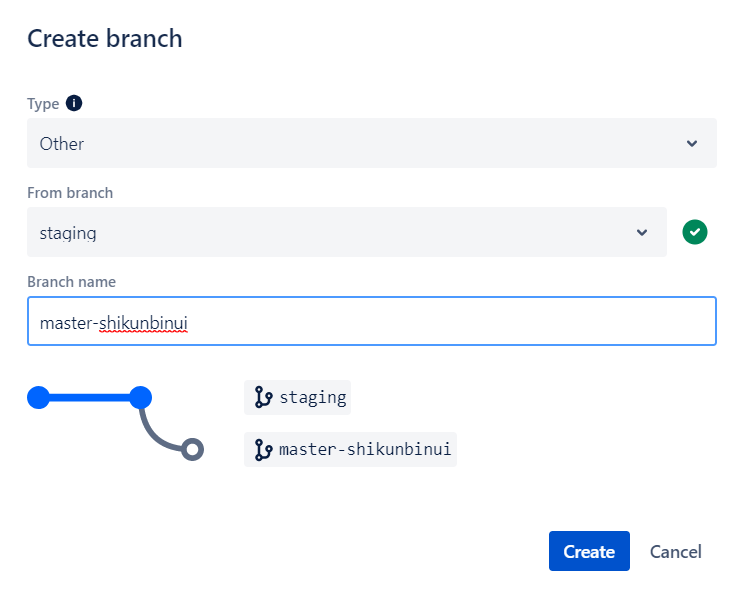 Create branch
Type
Other
From branch
staging
Branch name
master-shikunbinui
staging
master-shikunbinui
Create Cancel